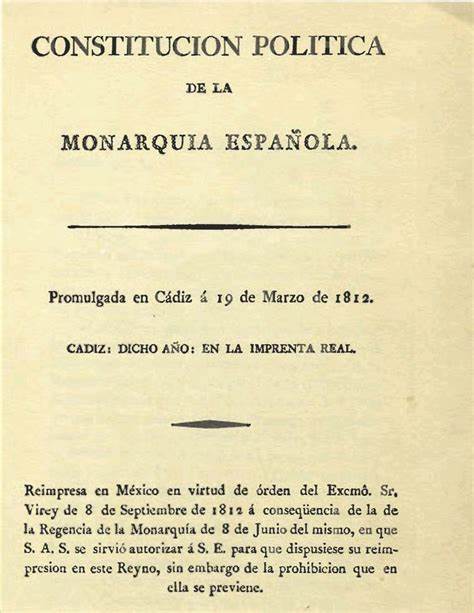 CONSTITUCION POLITICA
DE LA
MONARQUIA ESPAÑOLA.
Promulgada en Cádiz á 19 de Marzo de 1812.
CADIZ: DICHO AÑO: EN LA IMPRENTA REAL.
Reimpresa en México en virtud de órden del Excmô. Sr.
Virey de 8 de Septiembre de 1812 á conseqüencia de la de
la Regencia de la Monarquía de 8 de Junio del mismo, en que
S. A. S. se sirvió autorizar á S. E. para que dispusiese su reim-
presion en este Reyno, sin embargo de la prohibicion que en
ella se previene.